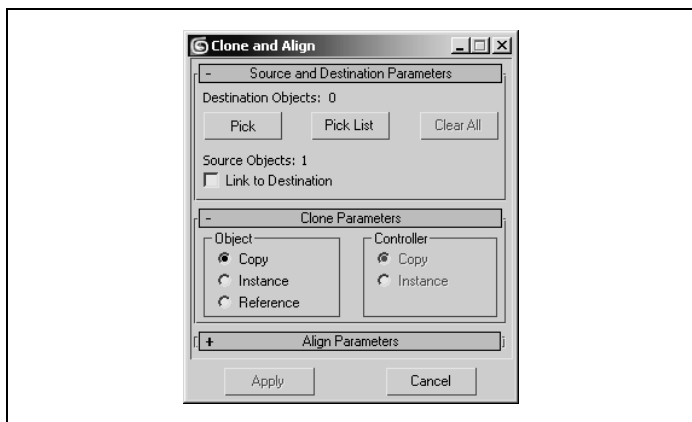 Clone and Align
- Source and Destination Parameters
Destination Objects: 0
Pick Pick List Clear All
Source Objects: 1
Link to Destination
- Clone Parameters
Object Controller
Copy Copy
Instance Instance
Reference
+ Align Parameters
Apply Cancel